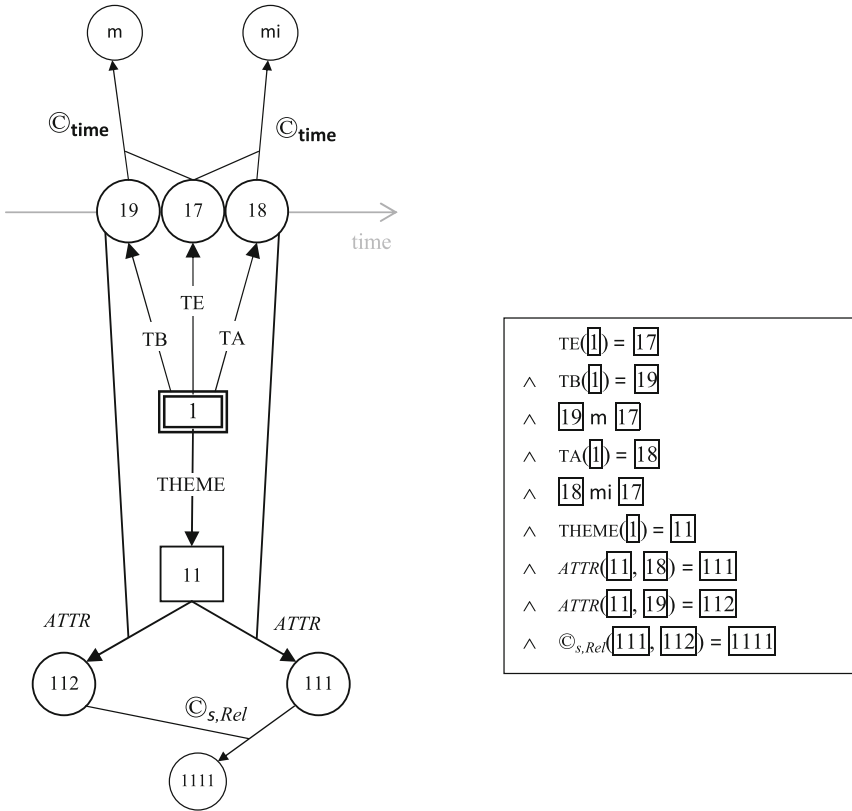 m
mi
©time
©time
19
17
18
time
TE
TB
TA
1
THEME
11
ATTR
ATTR
112
111
©s,Rel
1111
TE(1) = 17
∧ TB(1) = 19
∧ 19 m 17
∧ TA(1) = 18
∧ 18 mi 17
∧ THEME(1) = 11
∧ ATTR(11, 18) = 111
∧ ATTR(11, 19) = 112
∧ ©s,Rel(111, 112) = 1111